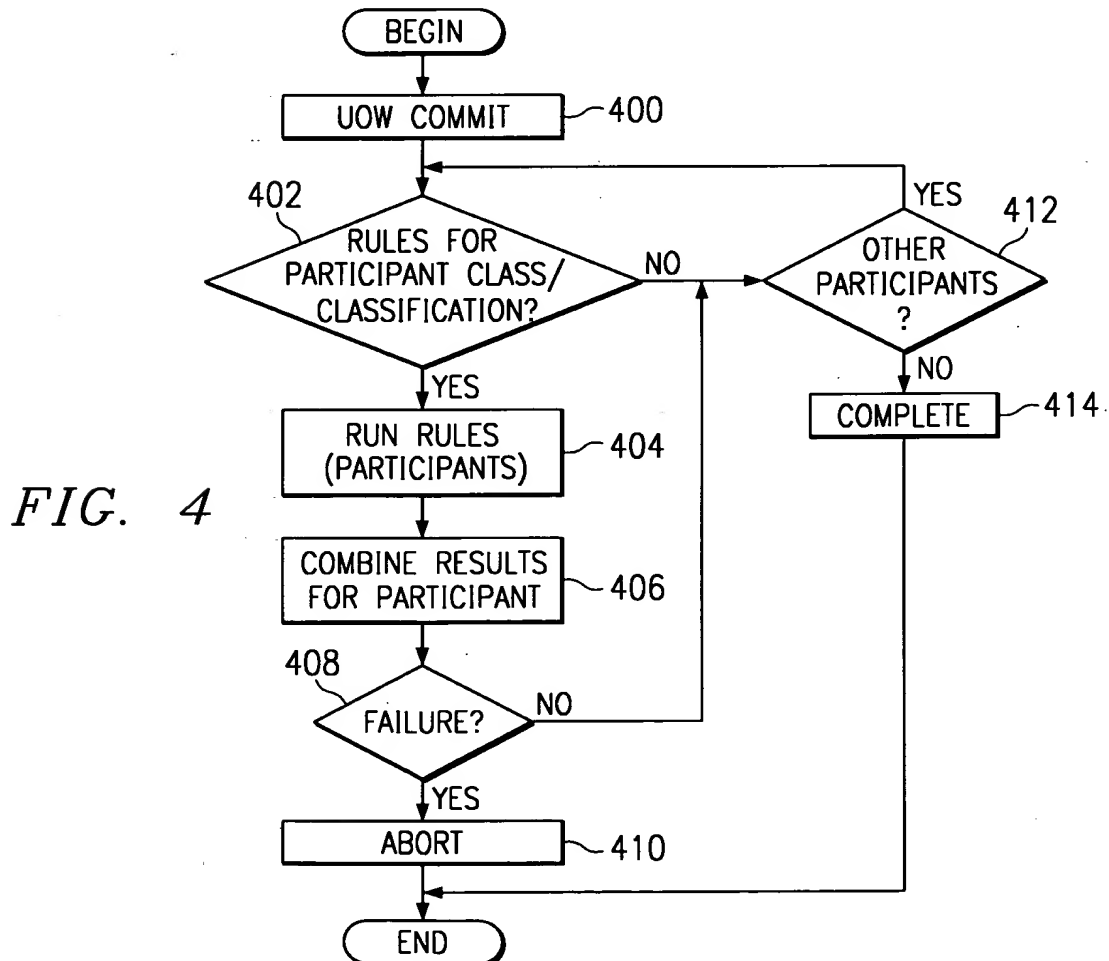 BEGIN
UOW COMMIT
400
402
RULES FOR
PARTICIPANT CLASS/
CLASSIFICATION?
NO
YES
OTHER
PARTICIPANTS
?
412
YES
NO
COMPLETE
414
RUN RULES
(PARTICIPANTS)
404
FIG. 4
COMBINE RESULTS
FOR PARTICIPANT
406
408
FAILURE?
NO
YES
ABORT
410
END